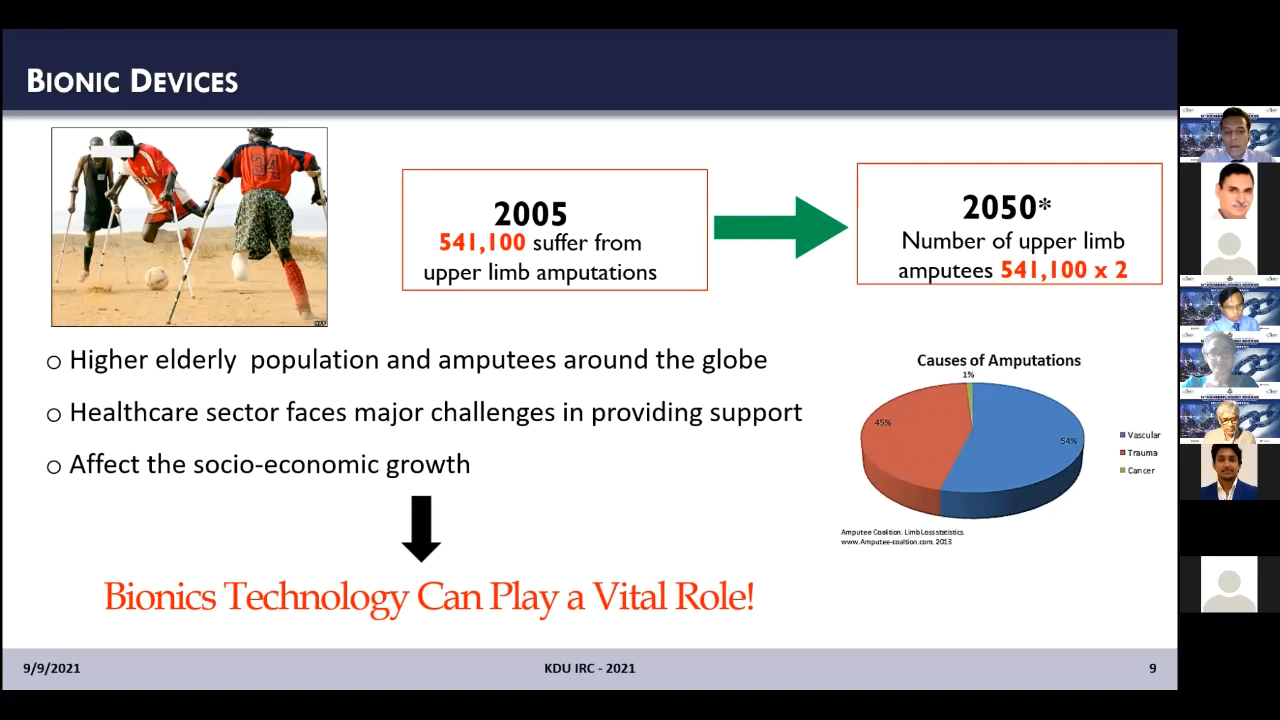 BIONIC DEVICES
34
2005
541,100 suffer from
upper limb amputations
2050*
Number of upper limb
amputees 541,100 x 2
o Higher elderly population and amputees around the globe
o Healthcare sector faces major challenges in providing support
o Affect the socio-economic growth
Causes of Amputations
1%
45%
54%
Vascular
Trauma
Cancer
Amputee Coalition. Limb Loss statistics.
www.Amputee-coaltion.com. 2013
Bionics Technology Can Play a Vital Role!
9/9/2021
KDU IRC - 2021
9